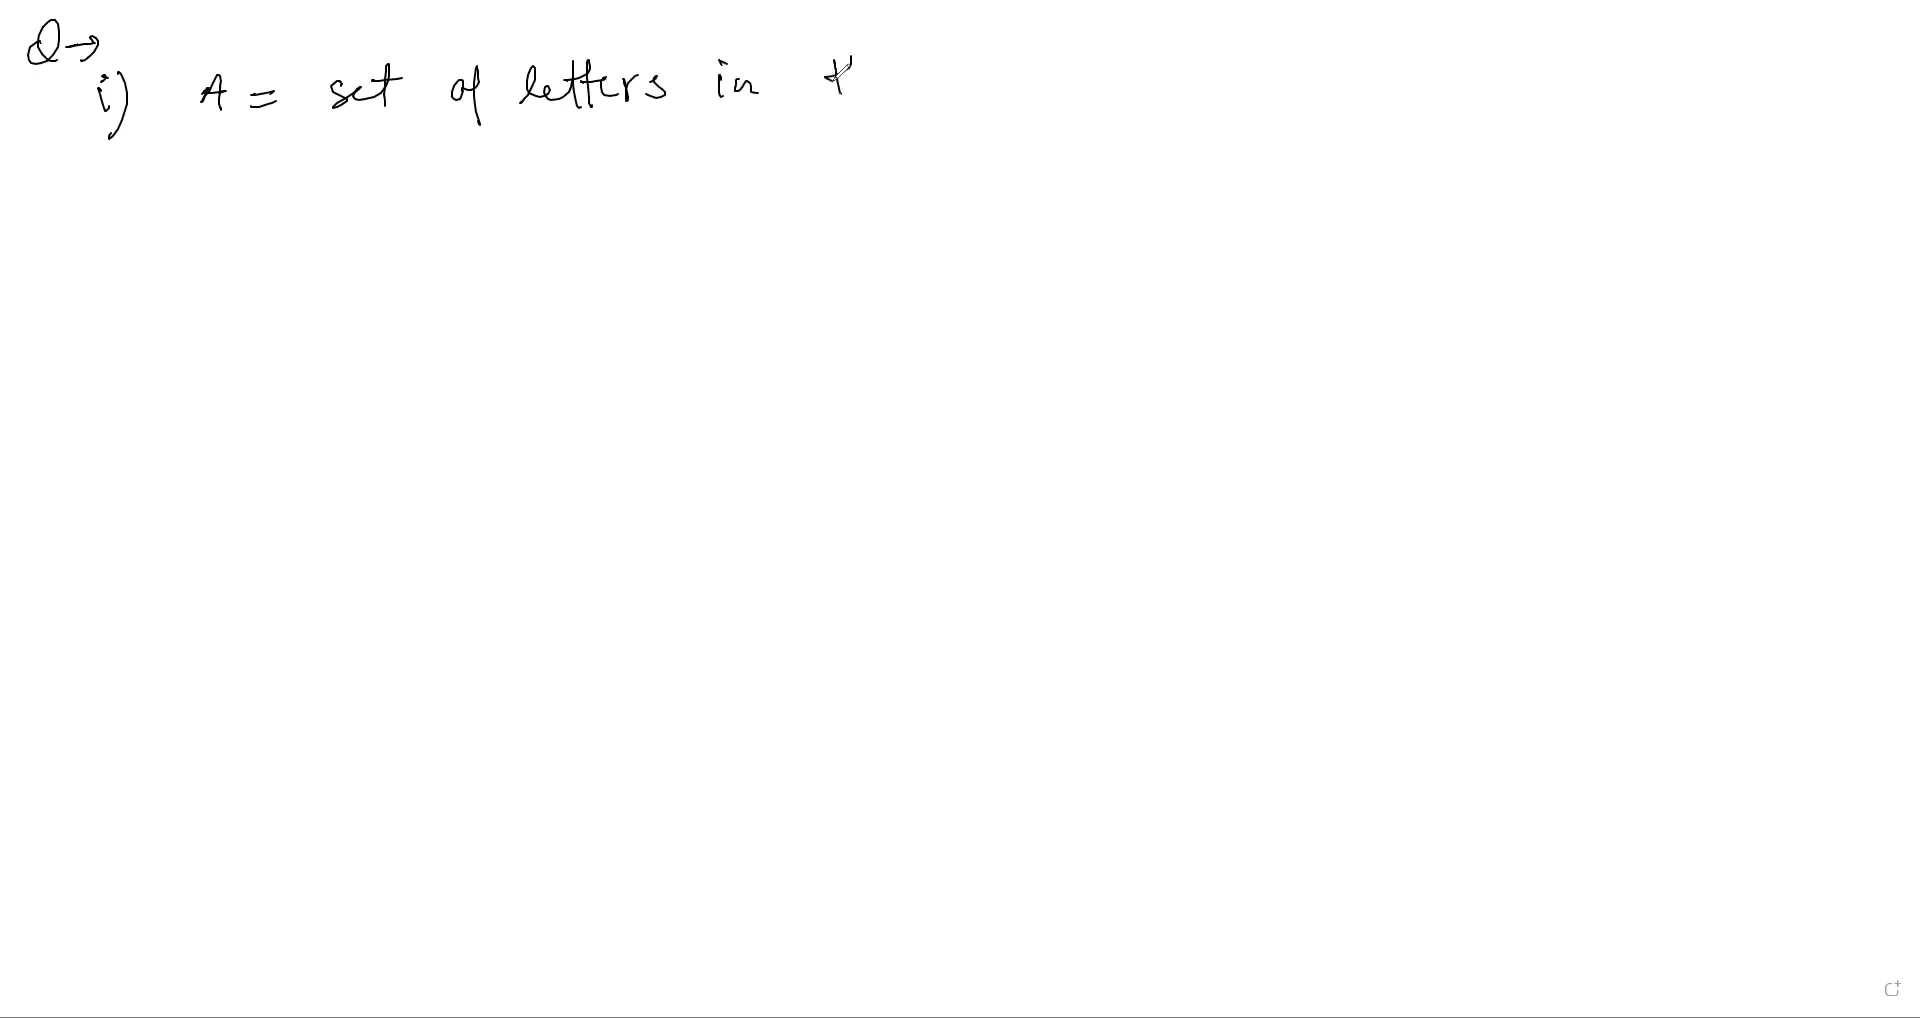 Q→
i) A = set of letters in